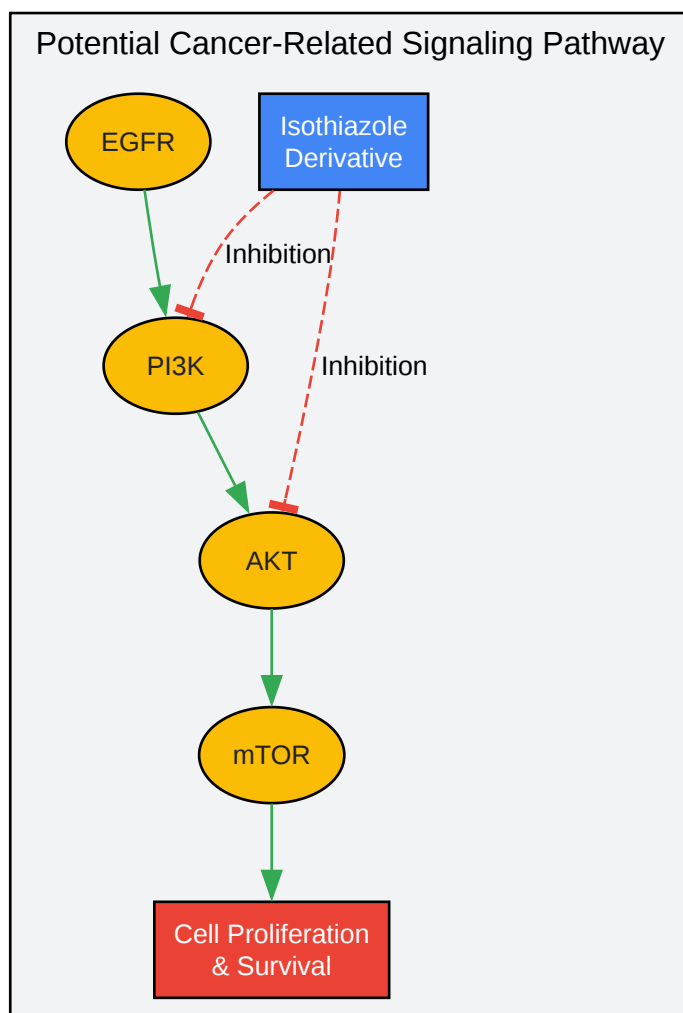 Potential Cancer-Related Signaling Pathway
EGFR
Isothiazole
Derivative
Inhibition
PI3K
Inhibition
AKT
mTOR
Cell Proliferation
& Survival